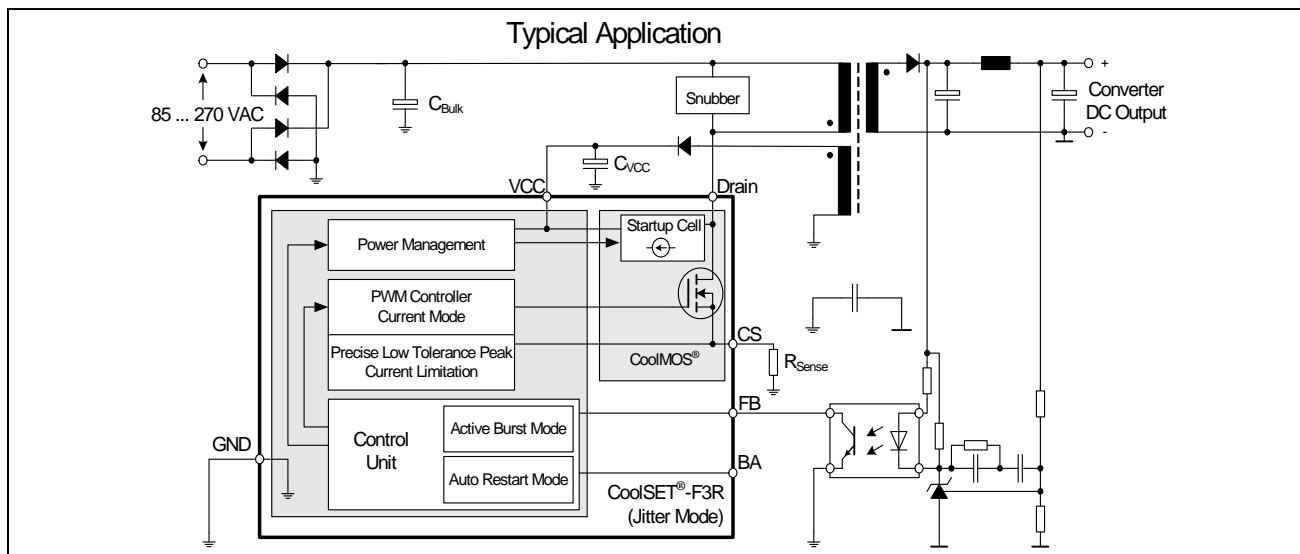 Typical Application
85 ... 270 VAC
CBulk
Snubber
+
Converter
DC Output
-
CVCC
VCC
Drain
Power Management
Startup Cell
PWM Controller
Current Mode
Precise Low Tolerance Peak
Current Limitation
CoolMOS®
CS
RSense
FB
Control
Unit
Active Burst Mode
GND
BA
Auto Restart Mode
CoolSET®-F3R
(Jitter Mode)